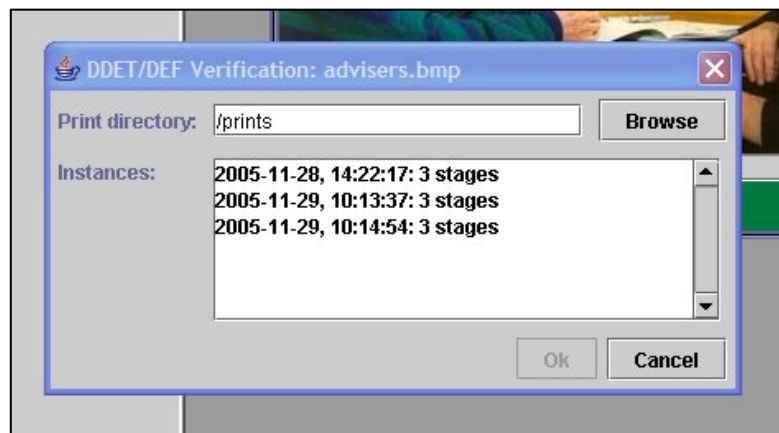 DDET/DEF Verification: advisers.bmp
Print directory: /prints Browse
Instances:
2005-11-28, 14:22:17: 3 stages
2005-11-29, 10:13:37: 3 stages
2005-11-29, 10:14:54: 3 stages
Ok Cancel